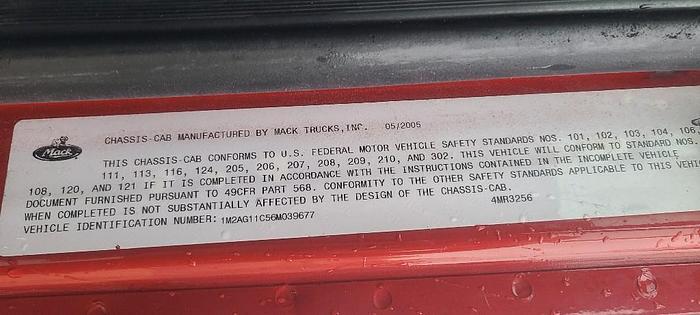 Mack
CHASSIS-CAB MANUFACTURED BY MACK TRUCKS,INC. 05/2005
THIS CHASSIS-CAB CONFORMS TO U.S. FEDERAL MOTOR VEHICLE SAFETY STANDARDS NOS. 101, 102, 103, 104, 106
111, 113, 116, 124, 205, 206, 207, 208, 209, 210, AND 302. THIS VEHICLE WILL CONFORM TO STANDARD NOS.
108, 120, AND 121 IF IT IS COMPLETED IN ACCORDANCE WITH THE INSTRUCTIONS CONTAINED IN THE INCOMPLETE VEHICLE
DOCUMENT FURNISHED PURSUANT TO 49CFR PART 568. CONFORMITY TO THE OTHER SAFETY STANDARDS APPLICABLE TO THIS VEHI
WHEN COMPLETED IS NOT SUBSTANTIALLY AFFECTED BY THE DESIGN OF THE CHASSIS-CAB.
VEHICLE IDENTIFICATION NUMBER: 1M2AG11C56M039677 4MR3256